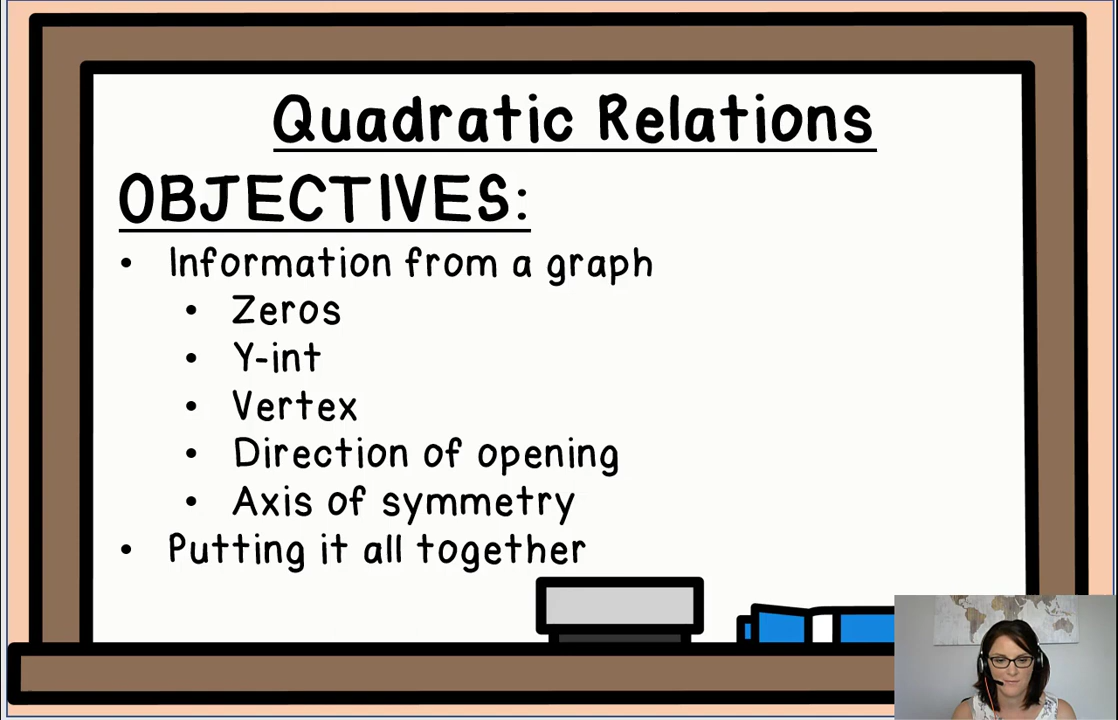 Quadratic Relations
OBJECTIVES:
• Information from a graph
• Zeros
• Y-int
• Vertex
• Direction of opening
• Axis of symmetry
• Putting it all together